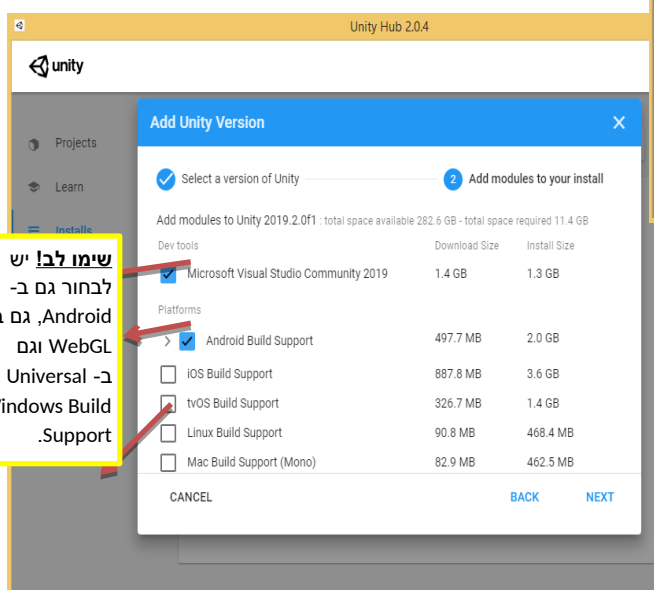 Unity Hub 2.0.4
unity
Add Unity Version
Projects
Learn
Installs
Select a version of Unity
2 Add modules to your install
Add modules to Unity 2019.2.0f1 : total space available 282.6 GB - total space required 11.4 GB
Dev tools Download Size Install Size
Microsoft Visual Studio Community 2019 1.4 GB 1.3 GB
Platforms
Android Build Support 497.7 MB 2.0 GB
iOS Build Support 887.8 MB 3.6 GB
tvOS Build Support 326.7 MB 1.4 GB
Linux Build Support 90.8 MB 468.4 MB
Mac Build Support (Mono) 82.9 MB 462.5 MB
CANCEL BACK NEXT
שימו לב! יש
לבחור גם ב-
Android, גם
WebGL וגם
ב- Universal
Build
Support.